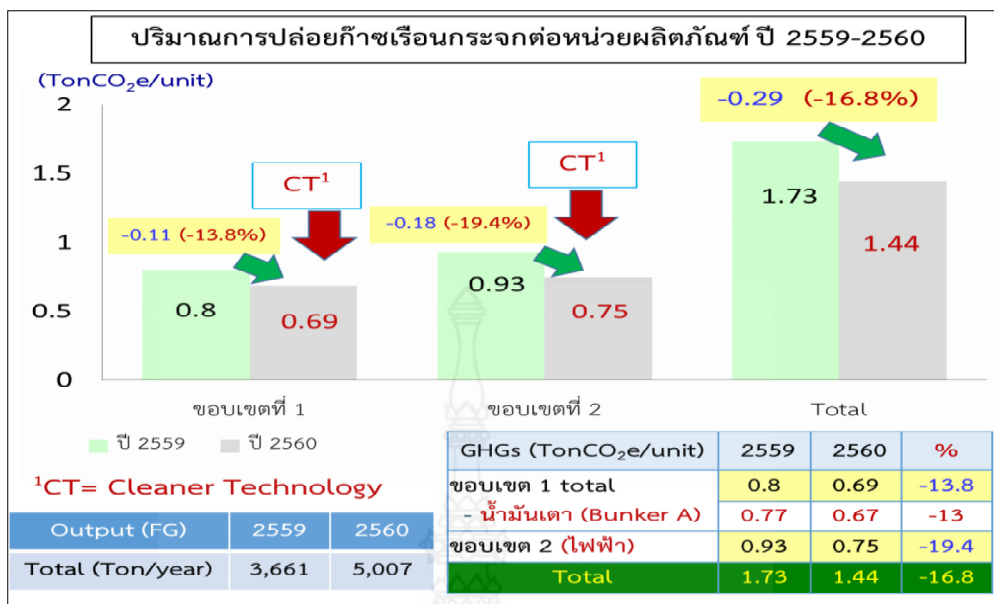 ปริมาณการปล่อยก๊าซเรือนกระจกต่อหน่วยผลิตภัณฑ์ ปี 2559-2560
(TonCO₂e/unit)
2
1.5
1
0.5
0
-0.11 (-13.8%)
CT¹
0.8
0.69
-0.18 (-19.4%)
CT¹
0.93
0.75
-0.29 (-16.8%)
1.73
1.44
ขอบเขตที่ 1 ขอบเขตที่ 2 Total
ปี 2559 ปี 2560
¹CT= Cleaner Technology
Output (FG) 2559 2560
Total (Ton/year) 3,661 5,007
GHGs (TonCO₂e/unit) 2559 2560 %
ขอบเขต 1 total 0.8 0.69 -13.8
- น้ำมันเตา (Bunker A) 0.77 0.67 -13
ขอบเขต 2 (ไฟฟ้า) 0.93 0.75 -19.4
Total 1.73 1.44 -16.8